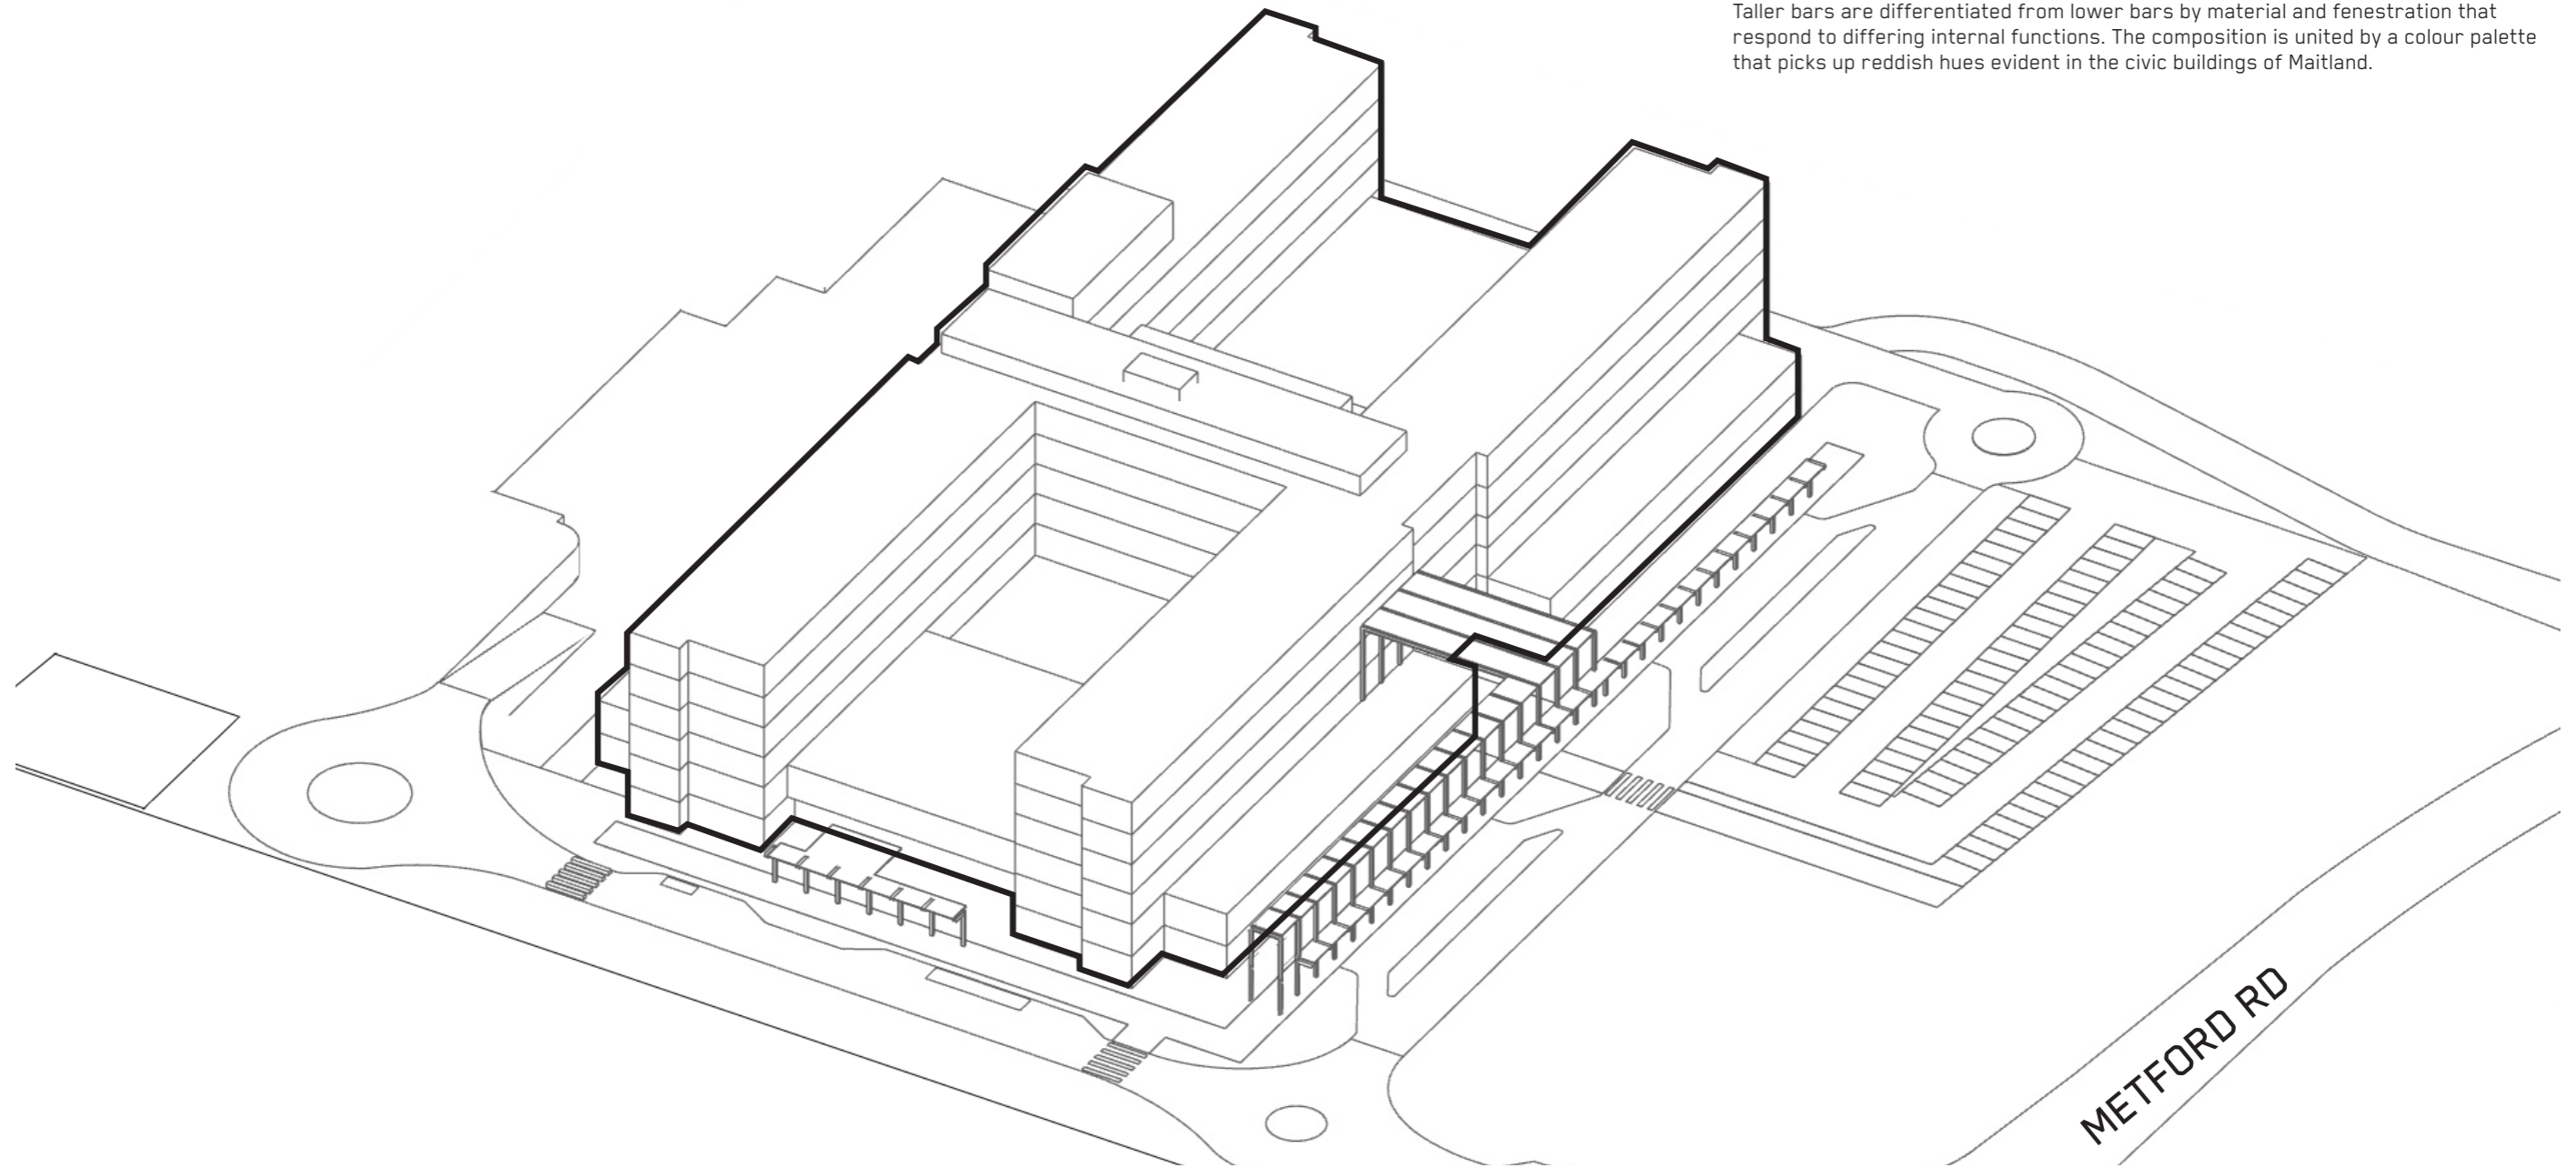 Taller bars are differentiated from lower bars by material and fenestration that
respond to differing internal functions. The composition is united by a colour palette
that picks up reddish hues evident in the civic buildings of Maitland.
METFORD RD